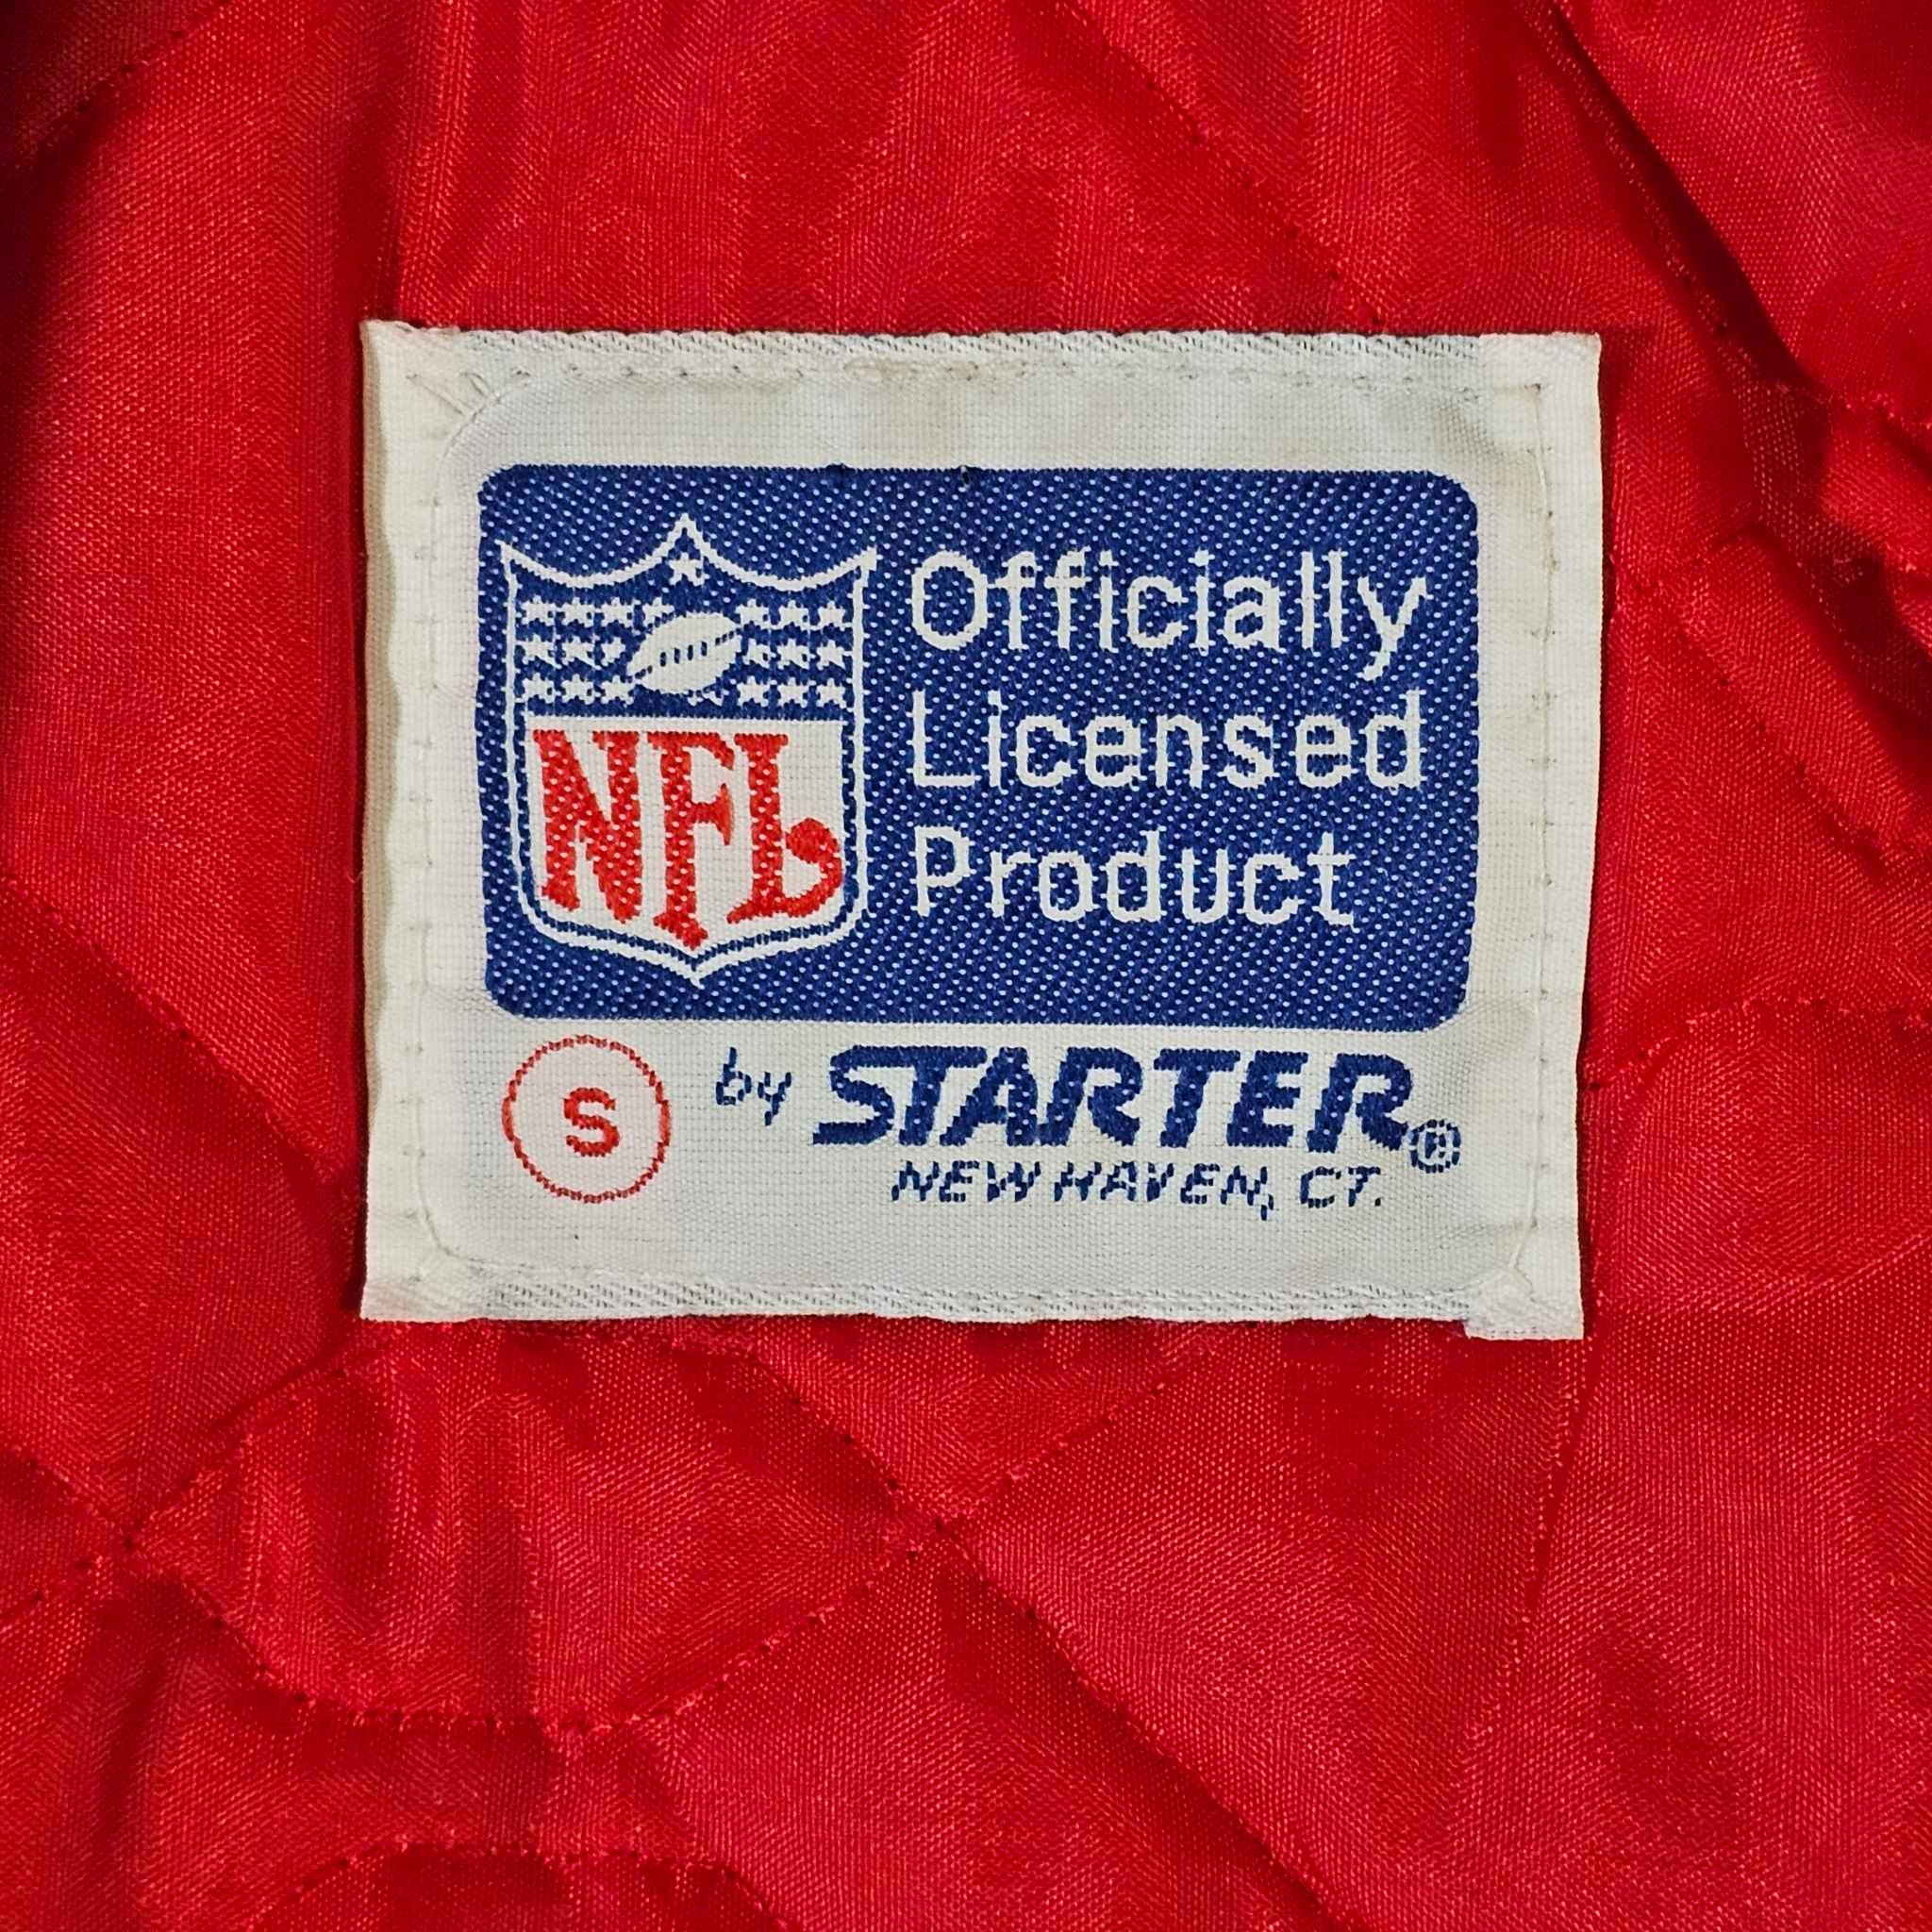 NFL
Officially
Licensed
Product
S
by STARTER®
NEW HAVEN, CT.